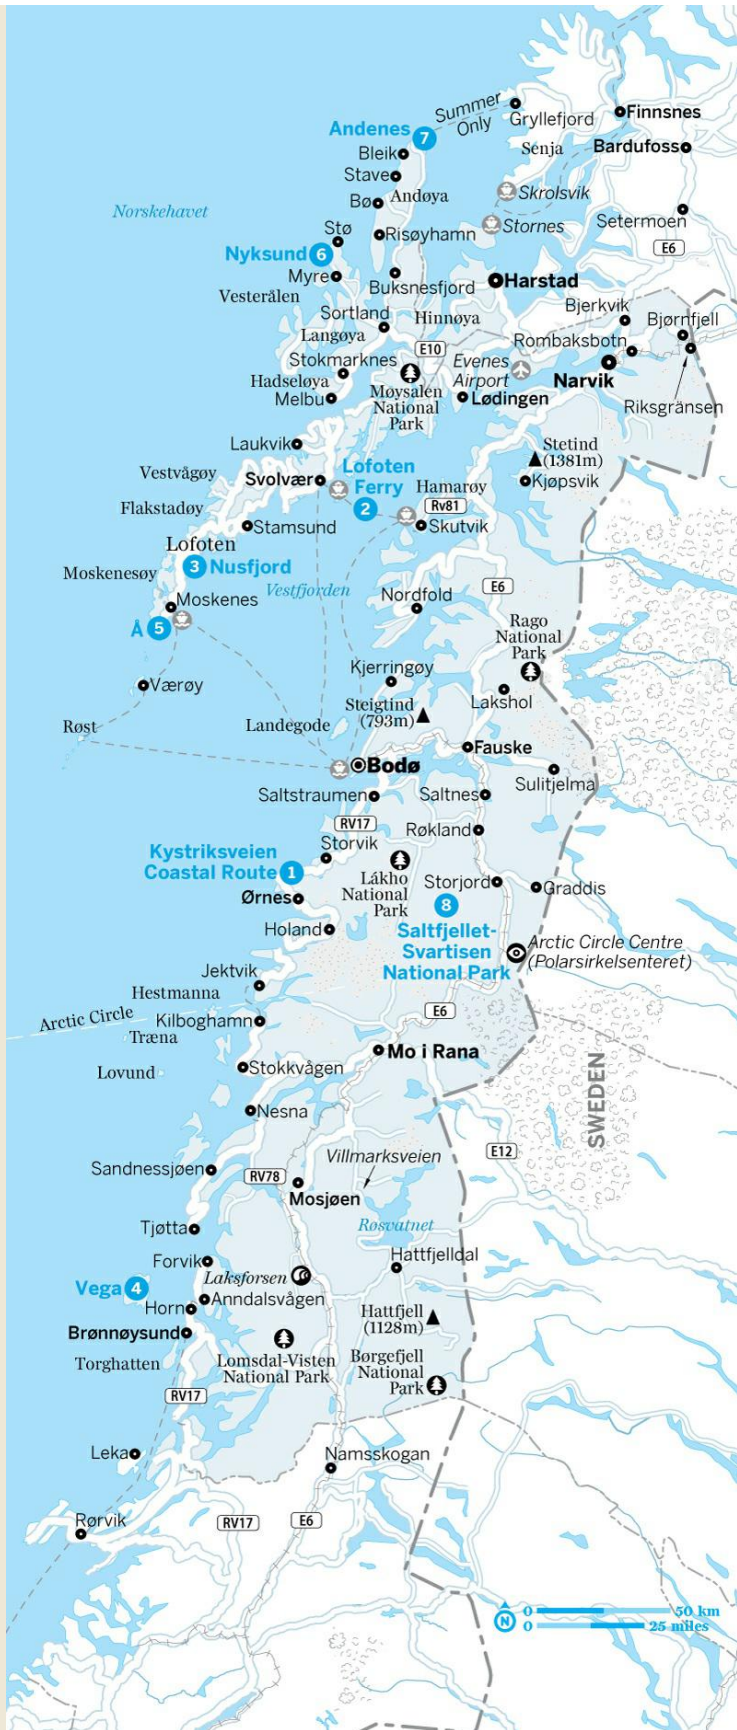 Summer
Only
Gryllefjord
Finnsnes
Andenes
7
Bleik
Senja
Bardufoss
Stave
Bø
Andøya
Skrolsvik
Norskehavet
Stø
Risøyhamn
Stornes
Setermoen
E6
Nyksund
6
Myre
Buksnesfjord
Harstad
Vesterålen
Sortland
Hinnøya
Bjerkvik
Bjørnfjell
Langøya
E10
Rombaksbotn
Stokmarknes
Evenes
Airport
Hadseløya
Narvik
Melbu
Møysalen
National
Park
Lødingen
Riksgränsen
Laukvik
Stetind
(1381m)
Vestvågøy
Svolvær
Lofoten
Ferry
2
Hamarøy
Kjøpsvik
Rv81
Flakstadøy
Stamsund
Skutvik
Lofoten
3
Nusfjord
Moskenesøy
Vestfjorden
Nordfold
E6
Moskenes
Å
5
Rago
National
Park
Kjerringøy
Værøy
Lakshol
Steigtind
(793m)
Røst
Landegode
Fauske
Bodø
Sulitjelma
Saltstraumen
Saltnes
RV17
Røkland
Storvik
Kystriksveien
Coastal Route
1
Láhko
National
Park
Storjord
Graddis
Ørnes
8
Saltfjellet-
Svartisen
National Park
Holand
Arctic Circle Centre
(Polarsirkelsenteret)
Jektvik
Hestmanna
Arctic Circle
Kilboghamn
E6
Træna
Mo i Rana
Lovund
Stokkvågen
SWEDEN
Nesna
E12
Villmarksveien
Sandnessjøen
RV78
Mosjøen
Tjøtta
Røsvatnet
Forvik
Hattfjelldal
Laksforsen
Vega
4
Anndalsvågen
Horn
Hattfjell
(1128m)
Brønnøysund
Torghatten
Lomsdal-Visten
National Park
Børgefjell
National
Park
RV17
Leka
Namsskogan
Rørvik
RV17
E6
N
0
50 km
0
25 miles